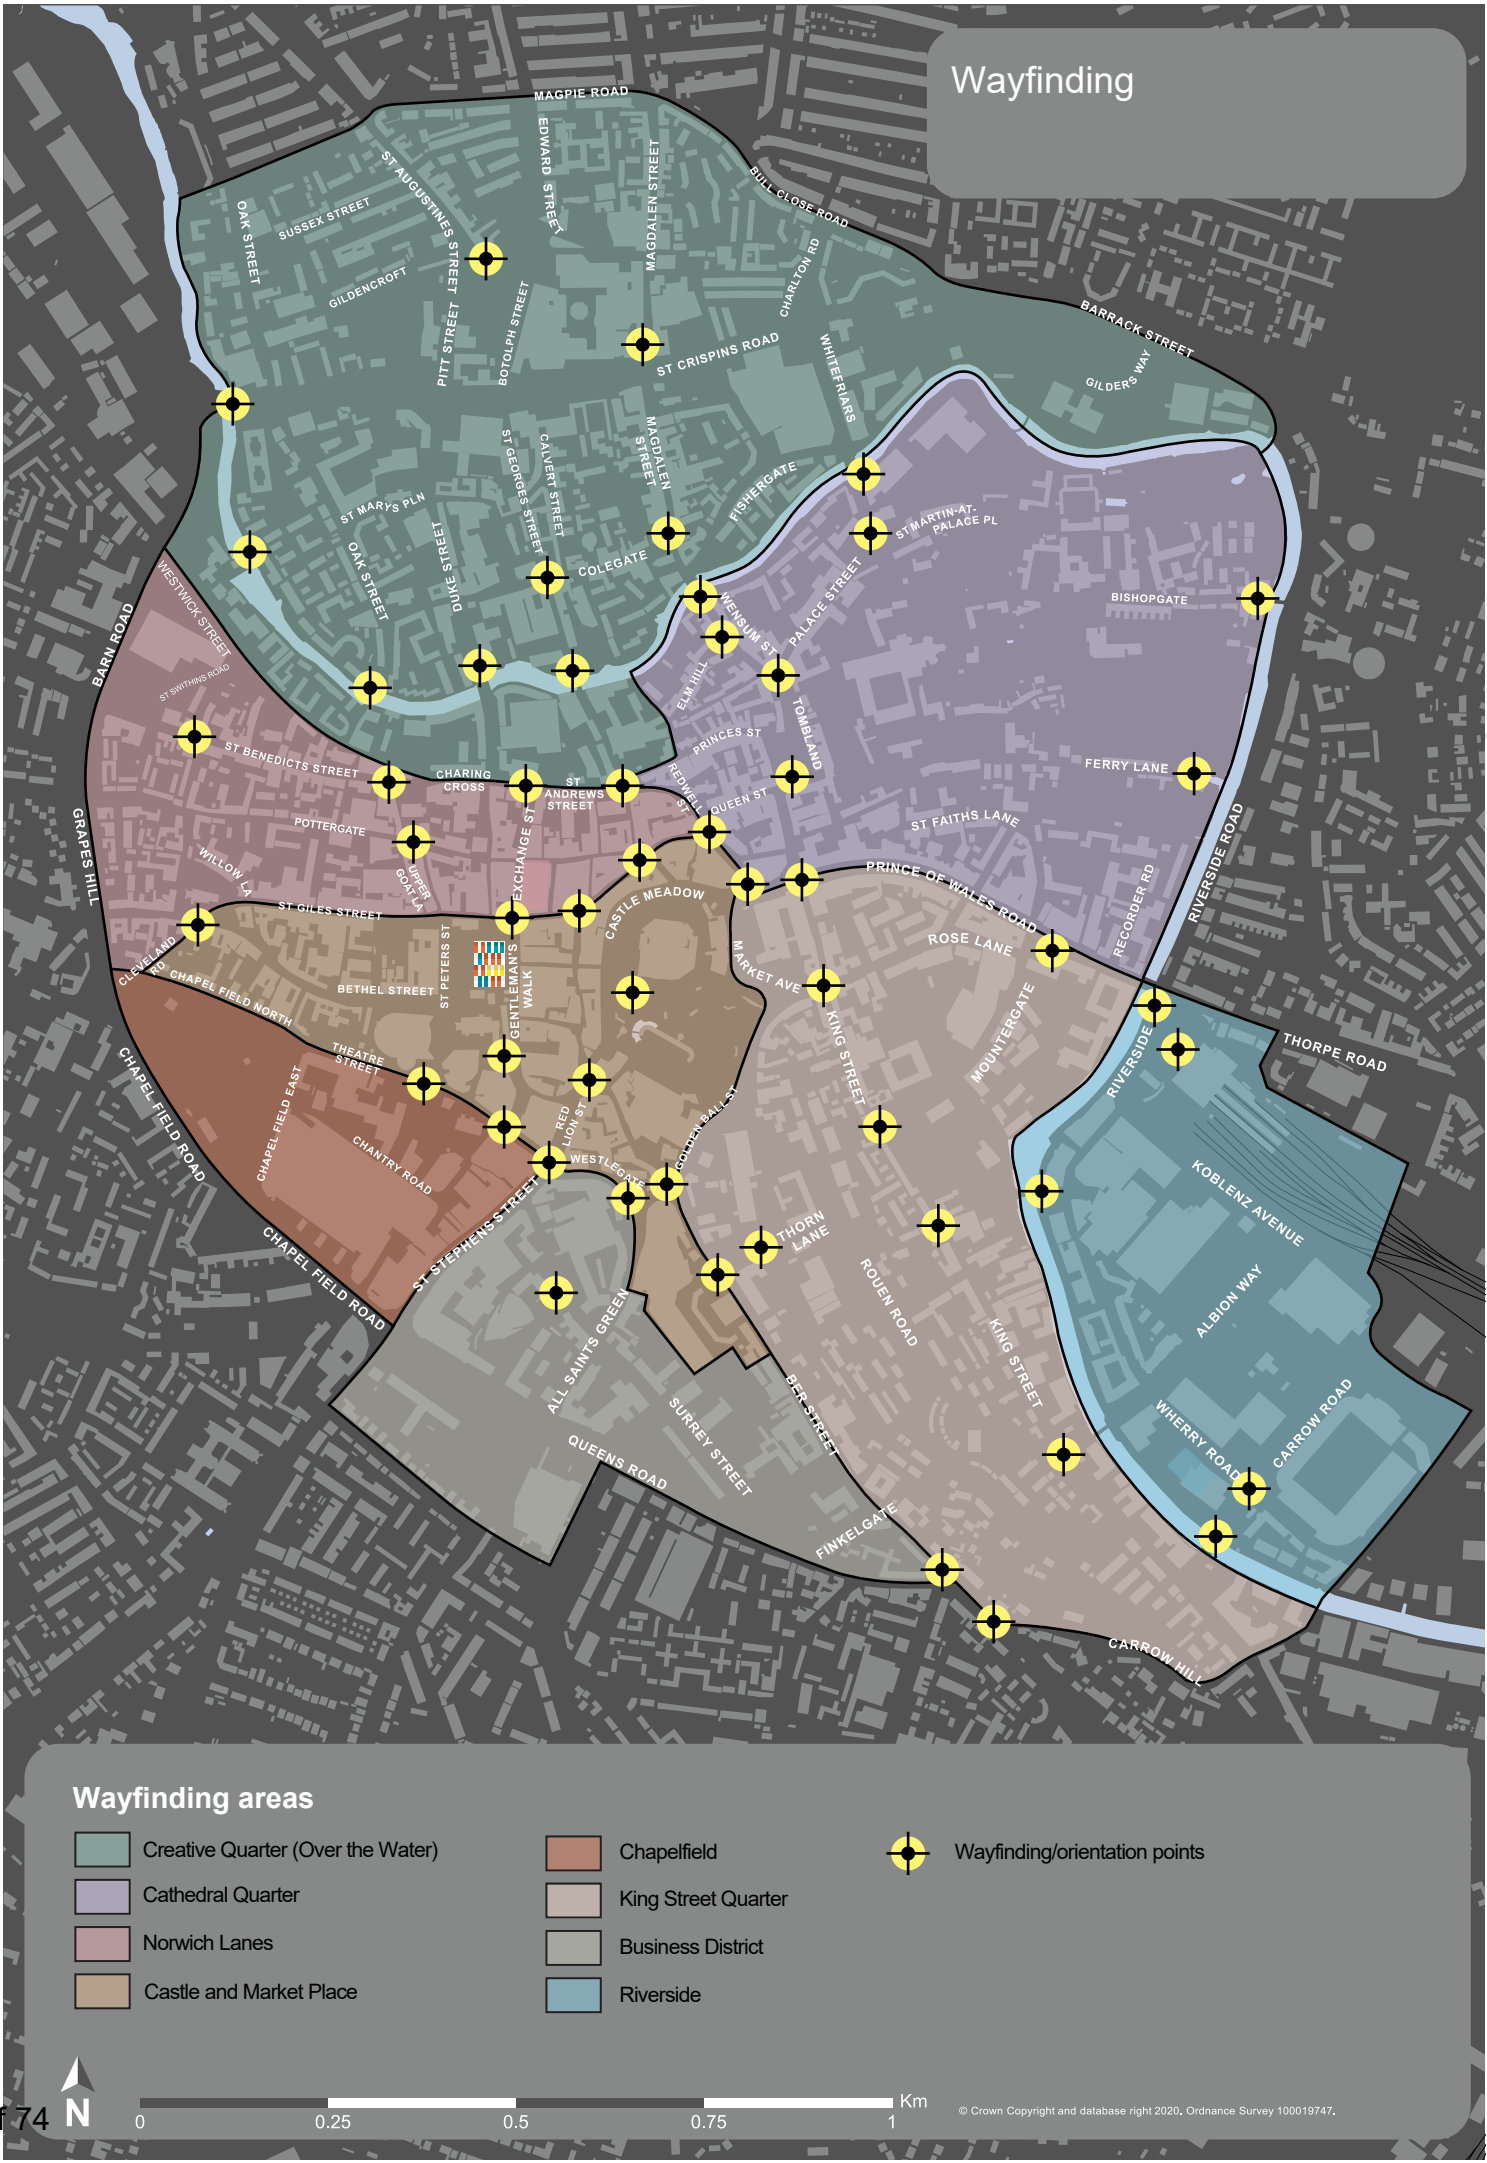 Wayfinding
MAGPIE ROAD
EDWARD STREET
MAGDALEN STREET
ST AUGUSTINES STREET
BULL CLOSE ROAD
OAK STREET
SUSSEX STREET
GILDENCROFT
CHARLTON RD
PITT STREET
BOTOLPH STREET
BARRACK STREET
ST CRISPINS ROAD
WHITEFRIARS
GILDERS WAY
MAGDALEN
STREET
ST GEORGES STREET
CALVERT STREET
FISHERGATE
ST MARYS PLN
ST MARTIN-AT-
PALACE PL
OAK STREET
DUKE STREET
COLEGATE
WESTWICK STREET
WENSUM ST
PALACE STREET
BISHOPGATE
BARN ROAD
ST SWITHINS ROAD
ELM HILL
TOMBLAND
PRINCES ST
ST BENEDICTS STREET
CHARING
CROSS
ST
ANDREWS
STREET
REDWELL
ST
QUEEN ST
FERRY LANE
GRAPES HILL
POTTERGATE
EXCHANGE ST
ST FAITHS LANE
RIVERSIDE ROAD
WILLOW LA
UPPER
GOAT LA
PRINCE OF WALES ROAD
RECORDER RD
ST GILES STREET
CASTLE MEADOW
ROSE LANE
CLEVELAND
RD
CHAPEL FIELD NORTH
BETHEL STREET
ST PETERS ST
GENTLEMAN'S
WALK
MARKET AVE
KING STREET
MOUNTERGATE
RIVERSIDE
THORPE ROAD
THEATRE
STREET
CHAPEL FIELD ROAD
CHAPEL FIELD EAST
CHANTRY ROAD
RED
LION ST
GOLDEN BALL ST
WESTLEGATE
KOBLENZ AVENUE
ST STEPHENS STREET
CHAPEL FIELD ROAD
THORN
LANE
ROUEN ROAD
ALBION WAY
ALL SAINTS GREEN
KING STREET
BER STREET
SURREY STREET
QUEENS ROAD
WHERRY ROAD
CARROW ROAD
FINKELGATE
CARROW HILL
Wayfinding areas
Creative Quarter (Over the Water)
Cathedral Quarter
Norwich Lanes
Castle and Market Place
Chapelfield
King Street Quarter
Business District
Riverside
Wayfinding/orientation points
f 74
N
0 0.25 0.5 0.75 1 Km
© Crown Copyright and database right 2020. Ordnance Survey 100019747.